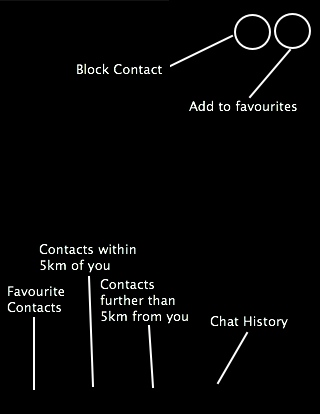 Block Contact
Add to favourites
Contacts within
5km of you
Favourite
Contacts
Contacts
further than
5km from you
Chat History